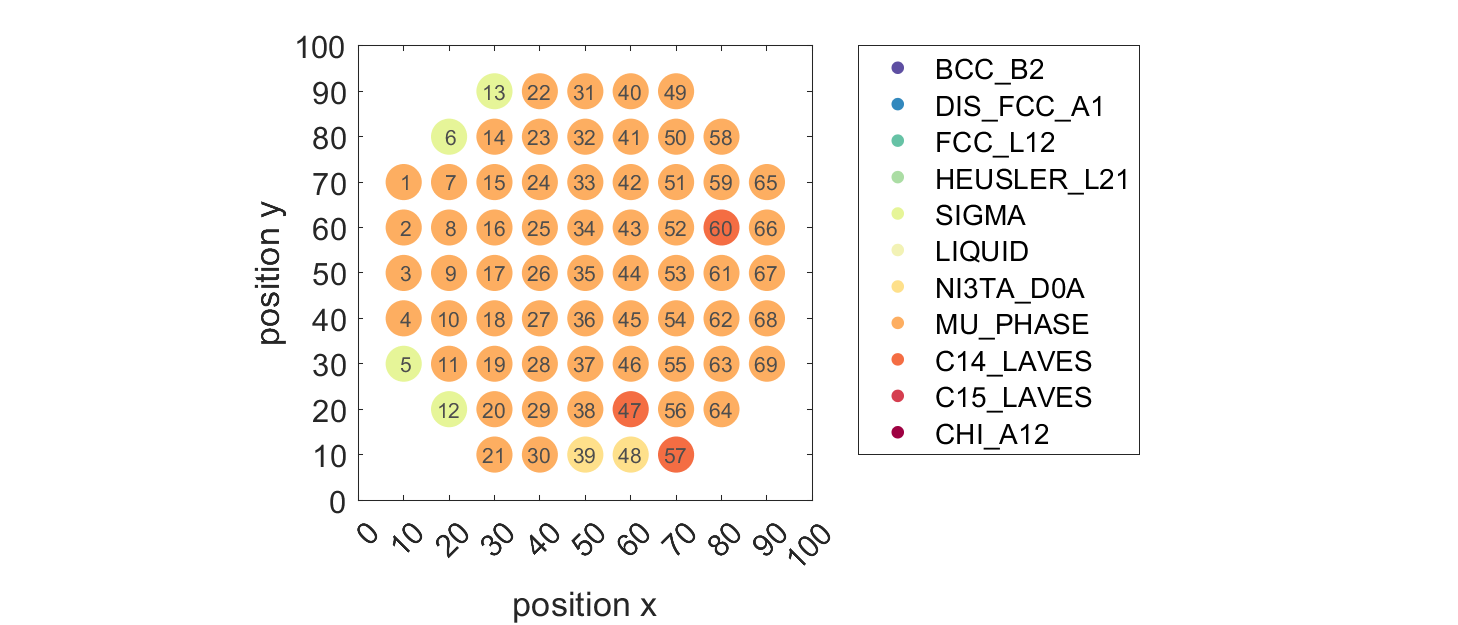 100
90
80
70
60
50
40
30
20
10
0
position y
13 22 31 40 49
6 14 23 32 41 50 58
1 7 15 24 33 42 51 59 65
2 8 16 25 34 43 52 60 66
3 9 17 26 35 44 53 61 67
4 10 18 27 36 45 54 62 68
5 11 19 28 37 46 55 63 69
12 20 29 38 47 56 64
21 30 39 48 57
0 10 20 30 40 50 60 70 80 90 100
position x
BCC_B2
DIS_FCC_A1
FCC_L12
HEUSLER_L21
SIGMA
LIQUID
NI3TA_D0A
MU_PHASE
C14_LAVES
C15_LAVES
CHI_A12